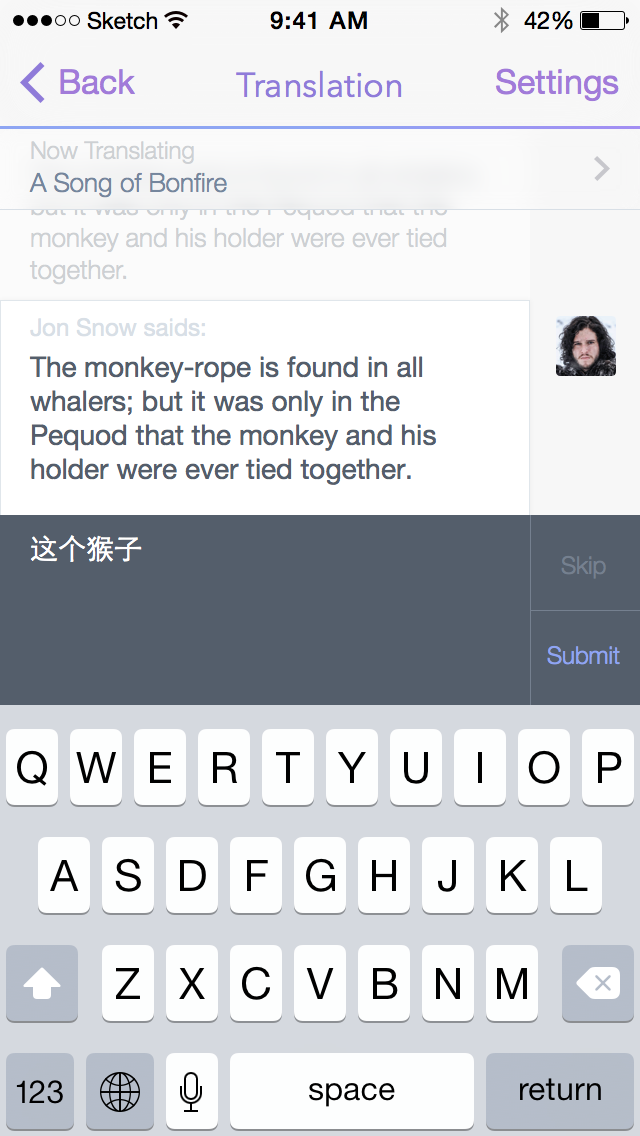 Sketch 9:41 AM 42%
Back Translation Settings
Now Translating
A Song of Bonfire
but it was only in the Pequod that the
monkey and his holder were ever tied
together.
Jon Snow saids:
The monkey-rope is found in all
whalers; but it was only in the
Pequod that the monkey and his
holder were ever tied together.
这个猴子
Skip
Submit
Q W E R T Y U I O P
A S D F G H J K L
Z X C V B N M
123 space return